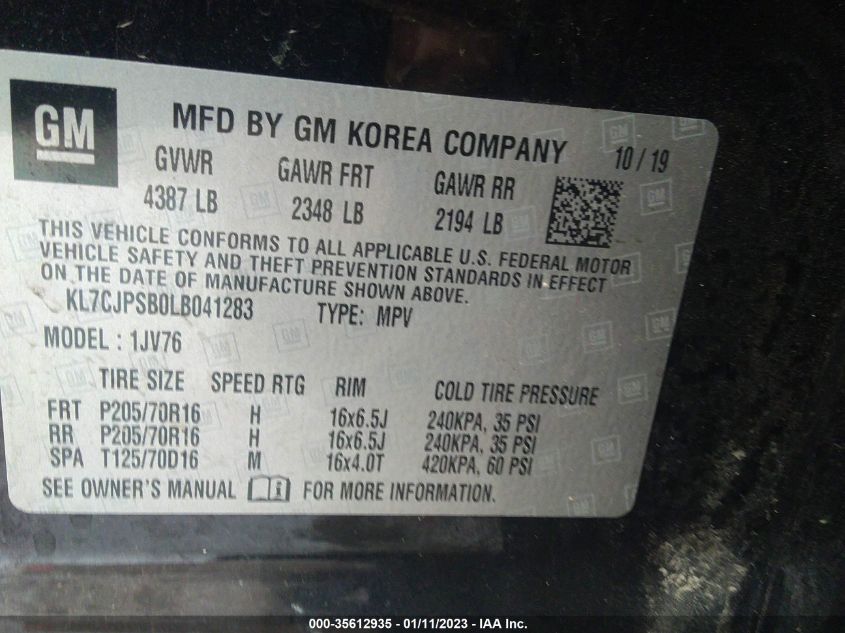 GM
MFD BY GM KOREA COMPANY 10 / 19
GVWR GAWR FRT GAWR RR
4387 LB 2348 LB 2194 LB
THIS VEHICLE CONFORMS TO ALL APPLICABLE U.S. FEDERAL MOTOR
VEHICLE SAFETY AND THEFT PREVENTION STANDARDS IN EFFECT
ON THE DATE OF MANUFACTURE SHOWN ABOVE.
KL7CJPSB0LB041283 TYPE: MPV
MODEL : 1JV76
TIRE SIZE SPEED RTG RIM COLD TIRE PRESSURE
FRT P205/70R16 H 16x6.5J 240KPA, 35 PSI
RR P205/70R16 H 16x6.5J 240KPA, 35 PSI
SPA T125/70D16 M 16x4.0T 420KPA, 60 PSI
SEE OWNER'S MANUAL i FOR MORE INFORMATION.
000-35612935 - 01/11/2023 - IAA Inc.